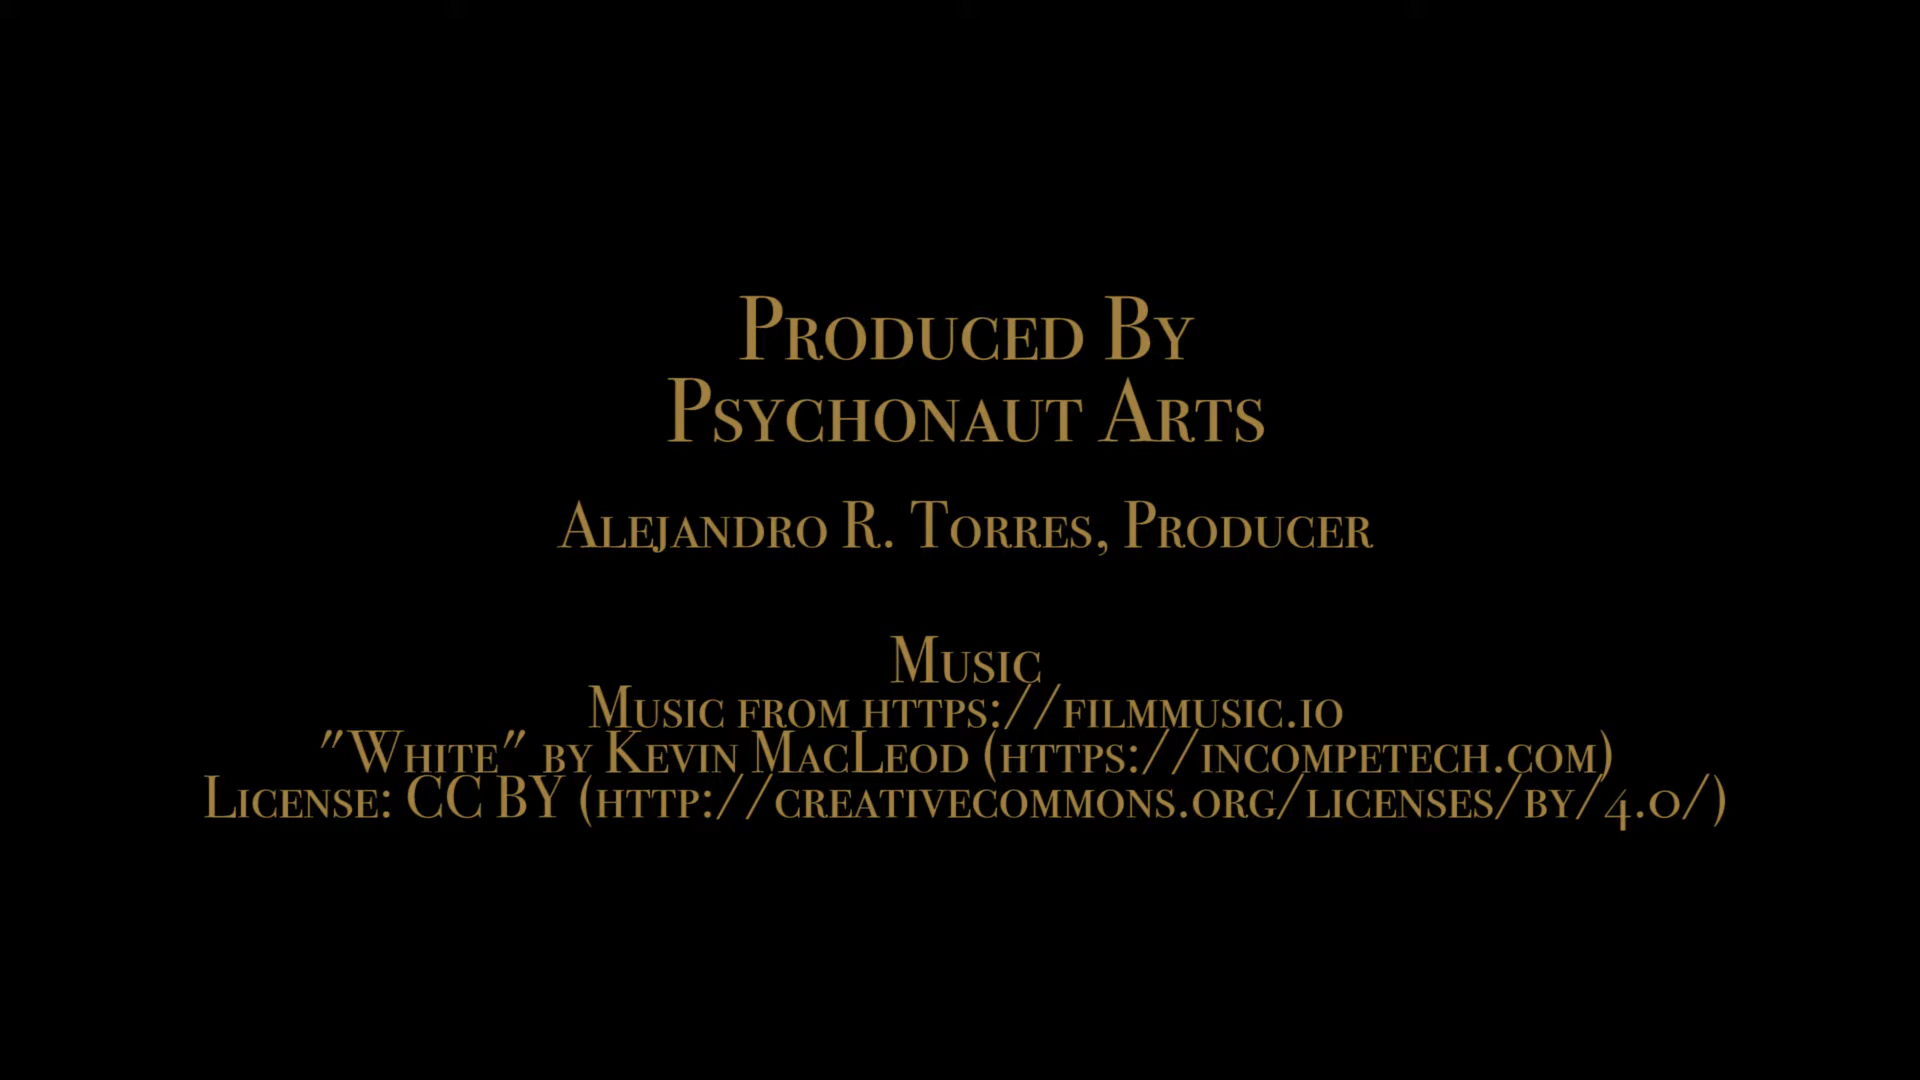 Produced By
Psychonaut Arts
Alejandro R. Torres, Producer
Music
Music from https://filmmusic.io
"White" by Kevin MacLeod (https://incompetech.com)
License: CC BY (http://creativecommons.org/licenses/by/4.0/)